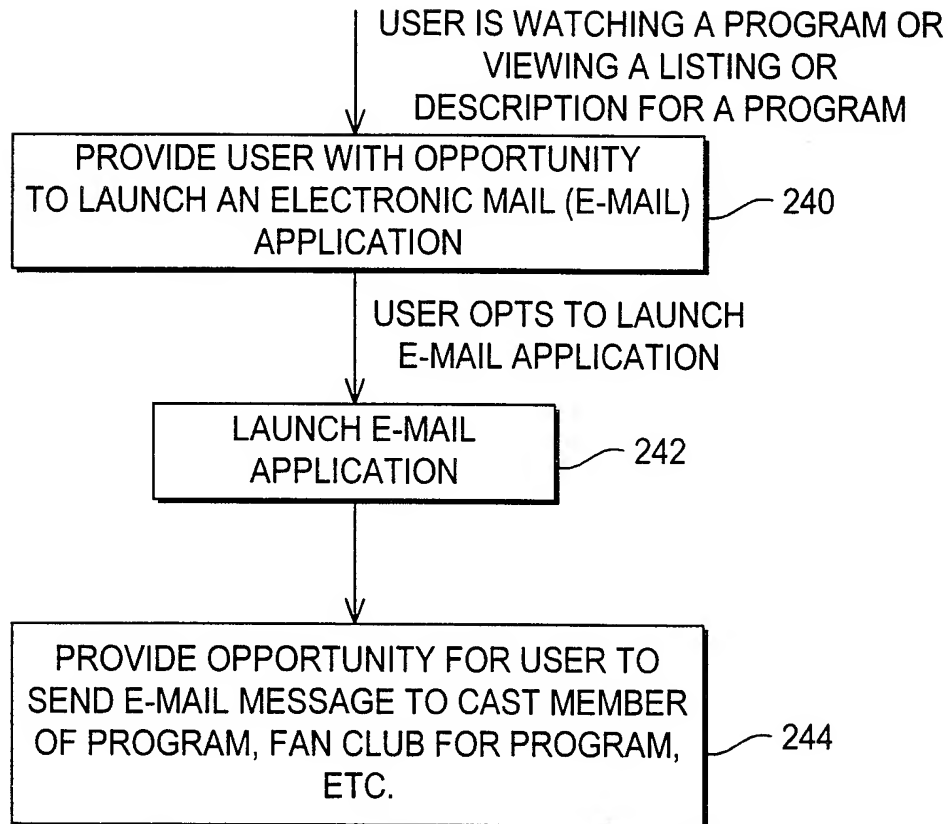 USER IS WATCHING A PROGRAM OR
VIEWING A LISTING OR
DESCRIPTION FOR A PROGRAM
PROVIDE USER WITH OPPORTUNITY
TO LAUNCH AN ELECTRONIC MAIL (E-MAIL)
APPLICATION
240
USER OPTS TO LAUNCH
E-MAIL APPLICATION
LAUNCH E-MAIL
APPLICATION
242
PROVIDE OPPORTUNITY FOR USER TO
SEND E-MAIL MESSAGE TO CAST MEMBER
OF PROGRAM, FAN CLUB FOR PROGRAM,
ETC.
244